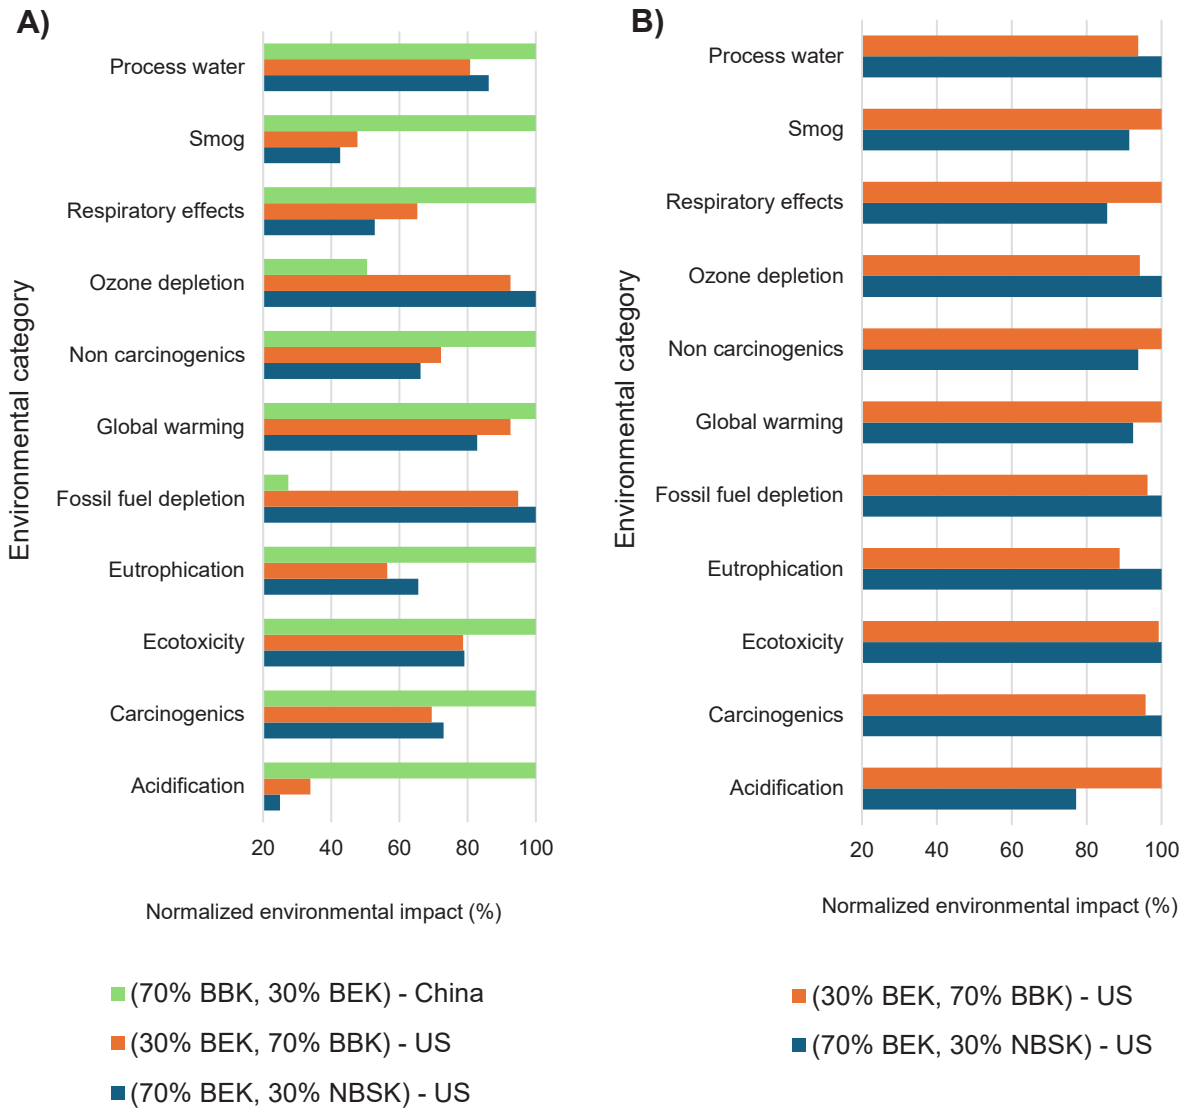 A)
Environmental category
Process water
Smog
Respiratory effects
Ozone depletion
Non carcinogenics
Global warming
Fossil fuel depletion
Eutrophication
Ecotoxicity
Carcinogenics
Acidification
20 40 60 80 100
Normalized environmental impact (%)
(70% BBK, 30% BEK) - China
(30% BEK, 70% BBK) - US
(70% BEK, 30% NBSK) - US
B)
Environmental category
Process water
Smog
Respiratory effects
Ozone depletion
Non carcinogenics
Global warming
Fossil fuel depletion
Eutrophication
Ecotoxicity
Carcinogenics
Acidification
20 40 60 80 100
Normalized environmental impact (%)
(30% BEK, 70% BBK) - US
(70% BEK, 30% NBSK) - US